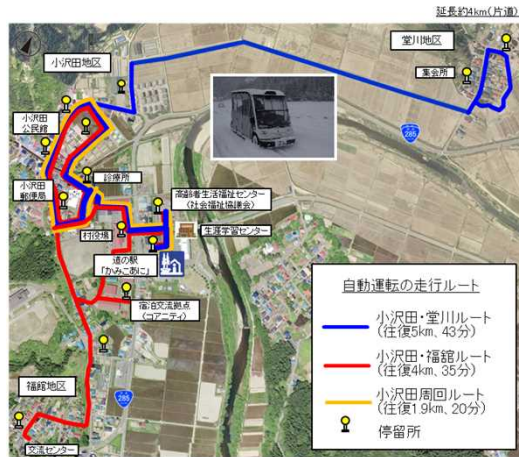 延長約4km(片道)
堂川地区
小沢田地区
集会所
小沢田
公民館
285
診療所
小沢田
郵便局
高齢者生活福祉センター
(社会福祉協議会)
村役場
生涯学習センター
道の駅
「かみこあに」
宿泊交流拠点
(コアニティ)
自動運転の走行ルート
小沢田・堂川ルート
(往復5km、43分)
小沢田・福舘ルート
(往復4km、35分)
小沢田周回ルート
(往復1.9km、20分)
停留所
福舘地区
285
交流センター